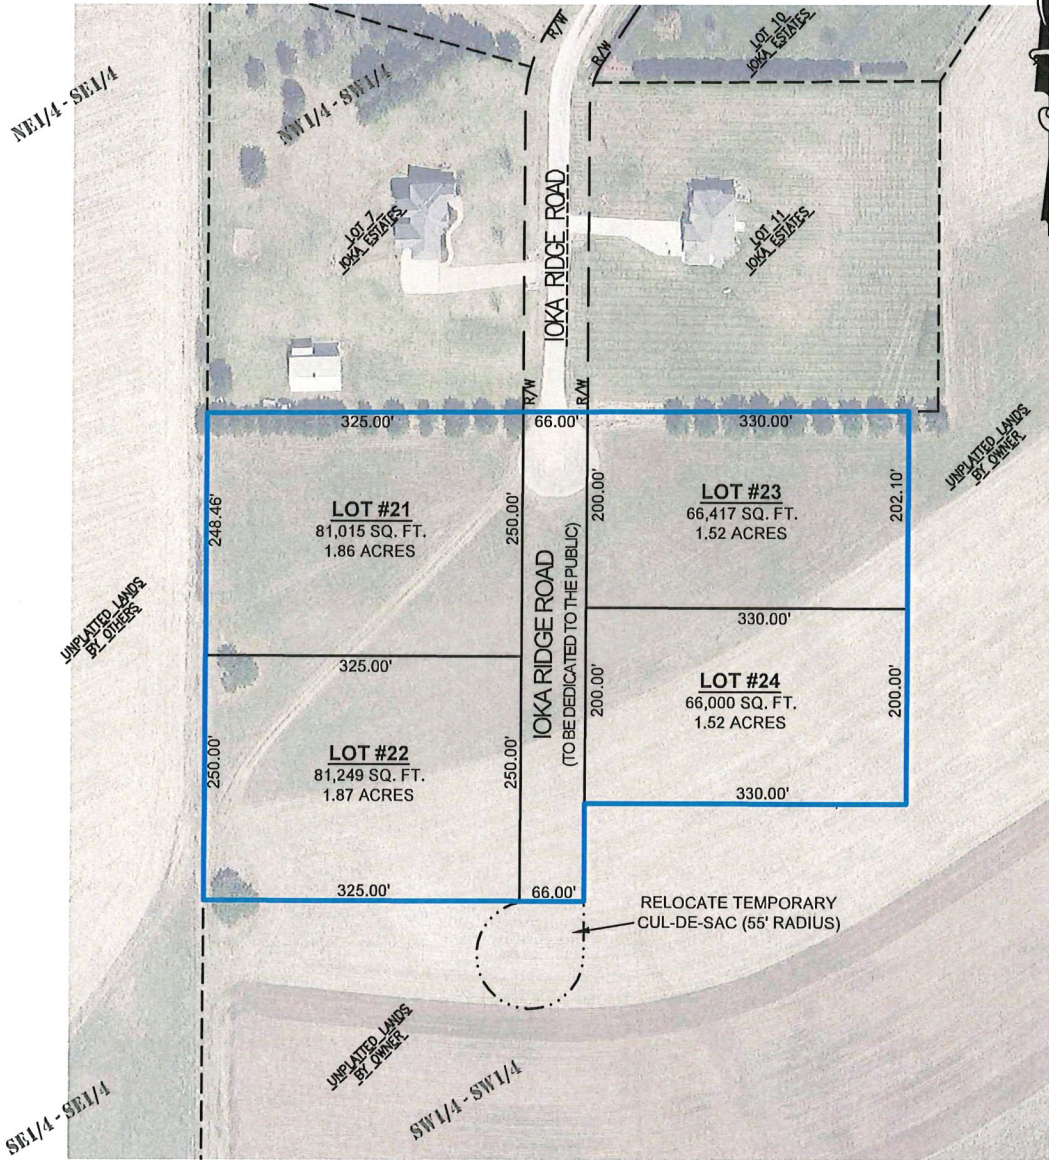 LOT 10
IOKA ESTATES
R/W
R/W
NE1/4 - SE1/4
NW1/4 - SW1/4
IOKA RIDGE ROAD
LOT 7
IOKA ESTATES
LOT 11
IOKA ESTATES
R/W
R/W
325.00'
66.00'
330.00'
UNPLATTED LANDS
BY OWNER
248.46'
LOT #21
81,015 SQ. FT.
1.86 ACRES
250.00'
200.00'
LOT #23
66,417 SQ. FT.
1.52 ACRES
202.10'
IOKA RIDGE ROAD
(TO BE DEDICATED TO THE PUBLIC)
UNPLATTED LANDS
BY OTHERS
325.00'
330.00'
250.00'
LOT #22
81,249 SQ. FT.
1.87 ACRES
250.00'
200.00'
LOT #24
66,000 SQ. FT.
1.52 ACRES
200.00'
330.00'
325.00'
66.00'
RELOCATE TEMPORARY
CUL-DE-SAC (55' RADIUS)
UNPLATTED LANDS
BY OWNER
SE1/4 - SE1/4
SW1/4 - SW1/4